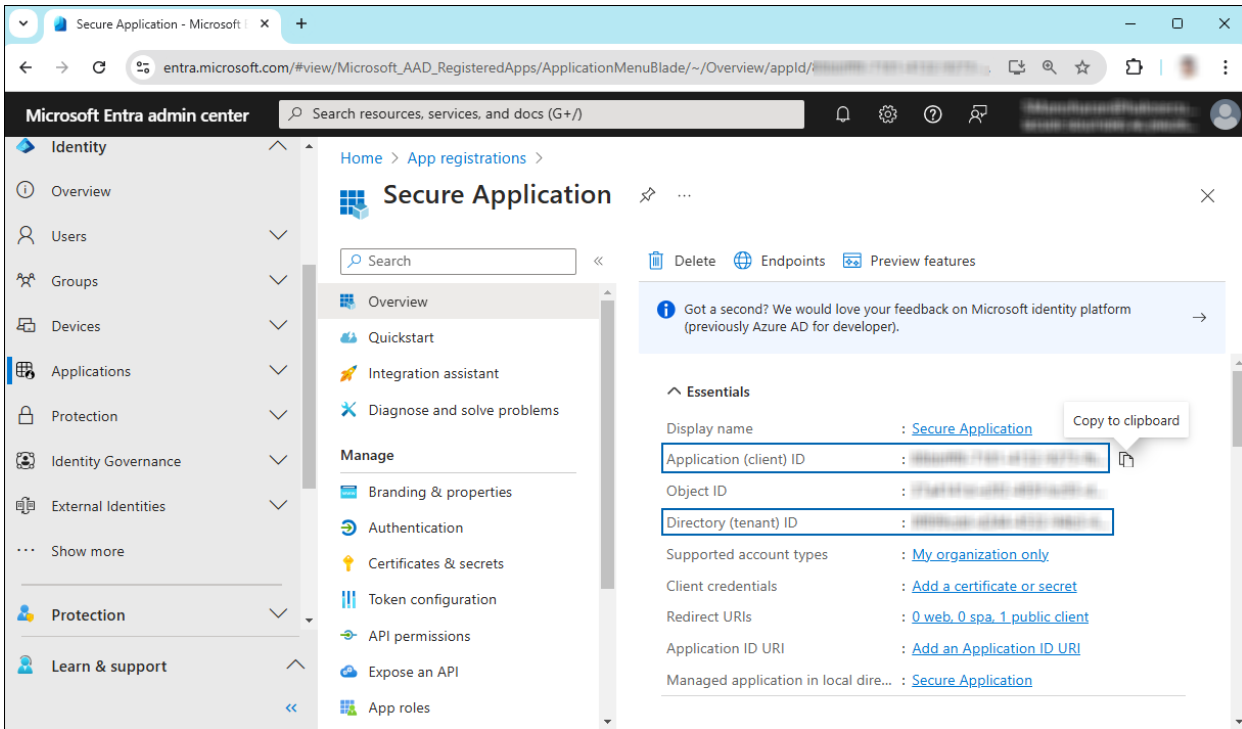 Secure Application - Microsoft E
entra.microsoft.com/#view/Microsoft_AAD_RegisteredApps/ApplicationMenuBlade/~/Overview/appId/
Microsoft Entra admin center
Search resources, services, and docs (G+/)
Identity
Overview
Users
Groups
Devices
Applications
Protection
Identity Governance
External Identities
Show more
Protection
Learn & support
Home > App registrations >
Secure Application
Search
Overview
Quickstart
Integration assistant
Diagnose and solve problems
Manage
Branding & properties
Authentication
Certificates & secrets
Token configuration
API permissions
Expose an API
App roles
Delete
Endpoints
Preview features
Got a second? We would love your feedback on Microsoft identity platform
(previously Azure AD for developer).
Essentials
Copy to clipboard
Display name : Secure Application
Application (client) ID :
Object ID :
Directory (tenant) ID :
Supported account types : My organization only
Client credentials : Add a certificate or secret
Redirect URIs : 0 web, 0 spa, 1 public client
Application ID URI : Add an Application ID URI
Managed application in local dire... : Secure Application